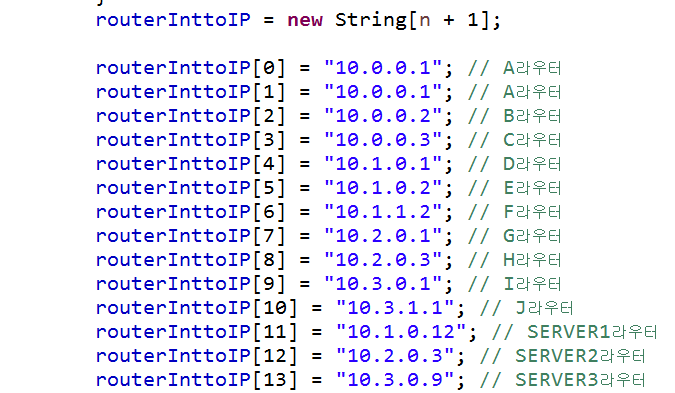 routerInttoIP = new String[n + 1];
routerInttoIP[0] = "10.0.0.1"; // A라우터
routerInttoIP[1] = "10.0.0.1"; // A라우터
routerInttoIP[2] = "10.0.0.2"; // B라우터
routerInttoIP[3] = "10.0.0.3"; // C라우터
routerInttoIP[4] = "10.1.0.1"; // D라우터
routerInttoIP[5] = "10.1.0.2"; // E라우터
routerInttoIP[6] = "10.1.1.2"; // F라우터
routerInttoIP[7] = "10.2.0.1"; // G라우터
routerInttoIP[8] = "10.2.0.3"; // H라우터
routerInttoIP[9] = "10.3.0.1"; // I라우터
routerInttoIP[10] = "10.3.1.1"; // J라우터
routerInttoIP[11] = "10.1.0.12"; // SERVER1라우터
routerInttoIP[12] = "10.2.0.3"; // SERVER2라우터
routerInttoIP[13] = "10.3.0.9"; // SERVER3라우터